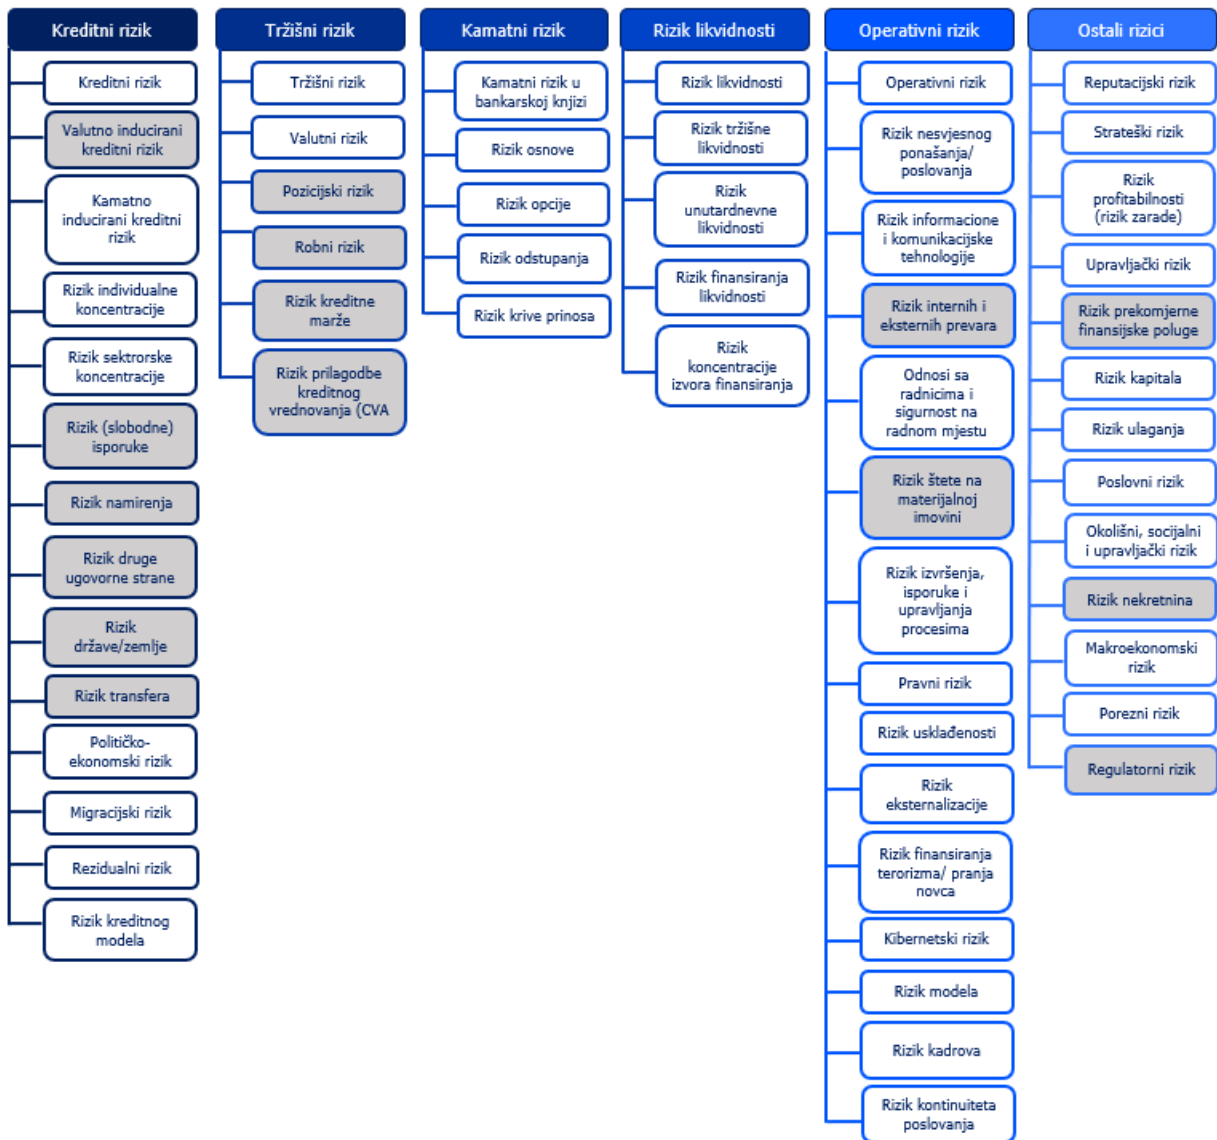 Kreditni rizik
Kreditni rizik
Valutno inducirani
kreditni rizik
Kamatno
inducirani kreditni
rizik
Rizik individualne
koncentracije
Rizik sektrorske
koncentracije
Rizik (slobodne)
isporuke
Rizik namirenja
Rizik druge
ugovorne strane
Rizik
države/zemlje
Rizik transfera
Političko-
ekonomski rizik
Migracijski rizik
Rezidualni rizik
Rizik kreditnog
modela
Tržišni rizik
Tržišni rizik
Valutni rizik
Pozicijski rizik
Robni rizik
Rizik kreditne
marže
Rizik prilagodbe
kreditnog
vrednovanja (CVA
Kamatni rizik
Kamatni rizik u
bankarskoj knjizi
Rizik osnove
Rizik opcije
Rizik odstupanja
Rizik krive prinosa
Rizik likvidnosti
Rizik likvidnosti
Rizik tržišne
likvidnosti
Rizik
unutardnevne
likvidnosti
Rizik finansiranja
likvidnosti
Rizik
koncentracije
izvora finansiranja
Operativni rizik
Operativni rizik
Rizik nesvjesnog
ponašanja/
poslovanja
Rizik informacione
i komunikacijske
tehnologije
Rizik internih i
eksternih prevara
Odnosi sa
radnicima i
sigurnost na
radnom mjestu
Rizik štete na
materijalnoj
imovini
Rizik izvršenja,
isporuke i
upravljanja
procesima
Pravni rizik
Rizik usklađenosti
Rizik
eksternalizacije
Rizik finansiranja
terorizma/ pranja
novca
Kibernetski rizik
Rizik modela
Rizik kadrova
Rizik kontinuiteta
poslovanja
Ostali rizici
Reputacijski rizik
Strateški rizik
Rizik
profitabilnosti
(rizik zarade)
Upravljački rizik
Rizik prekomjerne
finansijske poluge
Rizik kapitala
Rizik ulaganja
Poslovni rizik
Okolišni, socijalni
i upravljački rizik
Rizik nekretnina
Makroekonomski
rizik
Porezni rizik
Regulatorni rizik